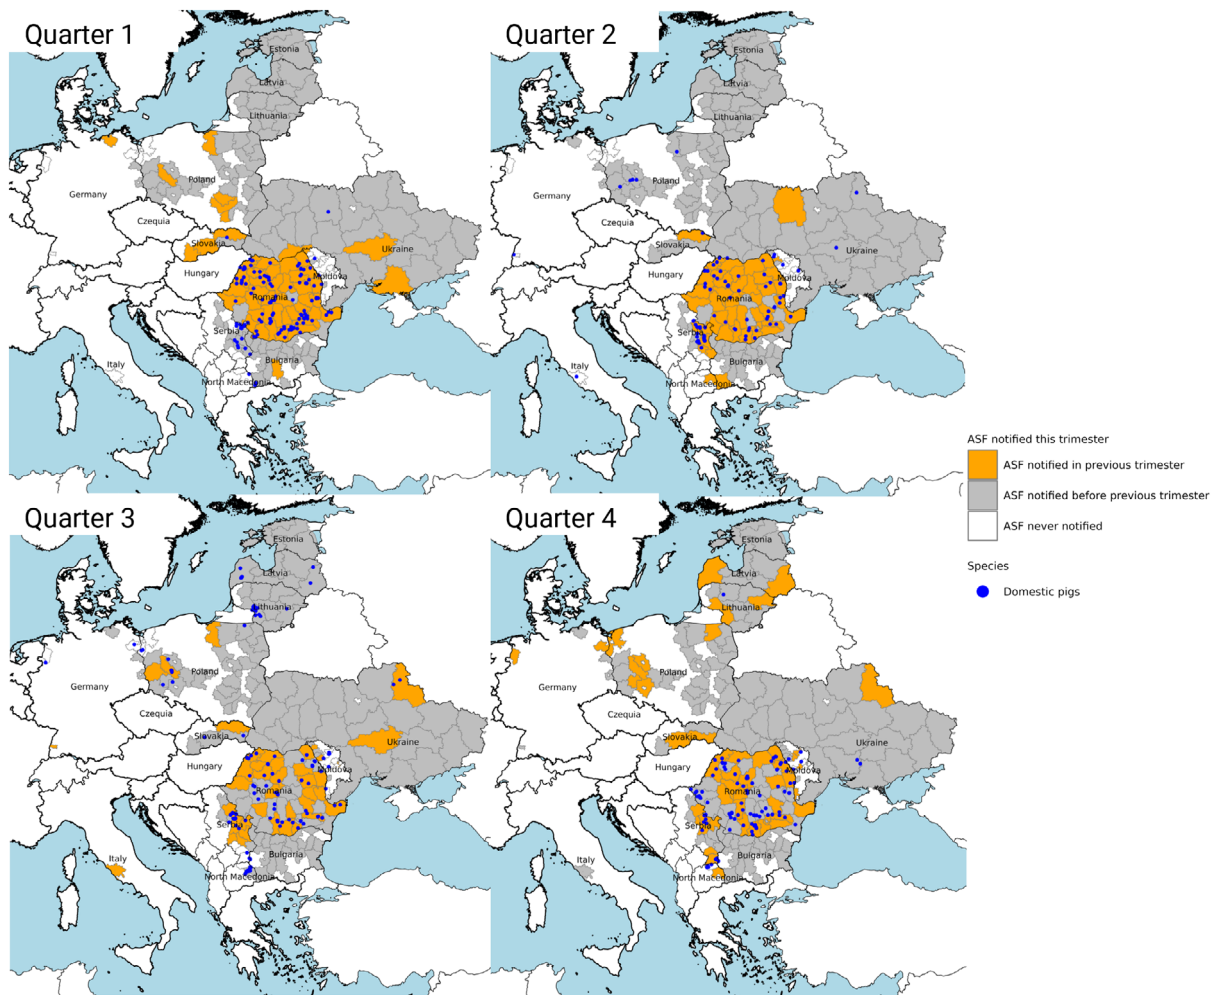 Quarter 1
Estonia
Latvia
Lithuania
Poland
Germany
Czequia
Slovakia
Ukraine
Hungary
Moldova
Romania
Serbia
Italy
Bulgaria
North Macedonia
Quarter 2
Estonia
Latvia
Lithuania
Poland
Germany
Czequia
Slovakia
Ukraine
Hungary
Moldova
Romania
Serbia
Italy
Bulgaria
North Macedonia
ASF notified this trimester
ASF notified in previous trimester
ASF notified before previous trimester
ASF never notified
Species
Domestic pigs
Quarter 3
Estonia
Latvia
Lithuania
Poland
Germany
Czequia
Slovakia
Ukraine
Hungary
Moldova
Romania
Serbia
Italy
Bulgaria
North Macedonia
Quarter 4
Estonia
Latvia
Lithuania
Poland
Germany
Czequia
Slovakia
Ukraine
Hungary
Moldova
Romania
Serbia
Italy
Bulgaria
North Macedonia